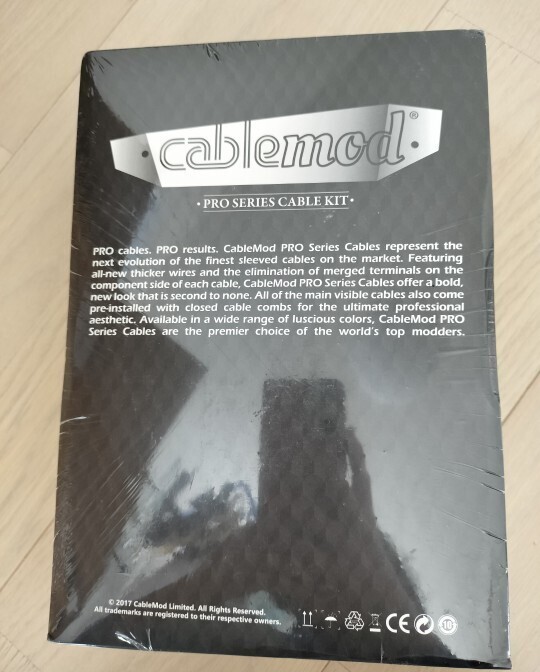 cablemod®
•PRO SERIES CABLE KIT•
PRO cables. PRO results. CableMod PRO Series Cables represent the
next evolution of the finest sleeved cables on the market. Featuring
all-new thicker wires and the elimination of merged terminals on the
component side of each cable, CableMod PRO Series Cables offer a bold,
new look that is second to none. All of the main visible cables also come
pre-installed with closed cable combs for the ultimate professional
aesthetic. Available in a wide range of luscious colors, CableMod PRO
Series Cables are the premier choice of the world's top modders.
© 2017 CableMod Limited. All Rights Reserved.
All trademarks are registered to their respective owners.
CE
10